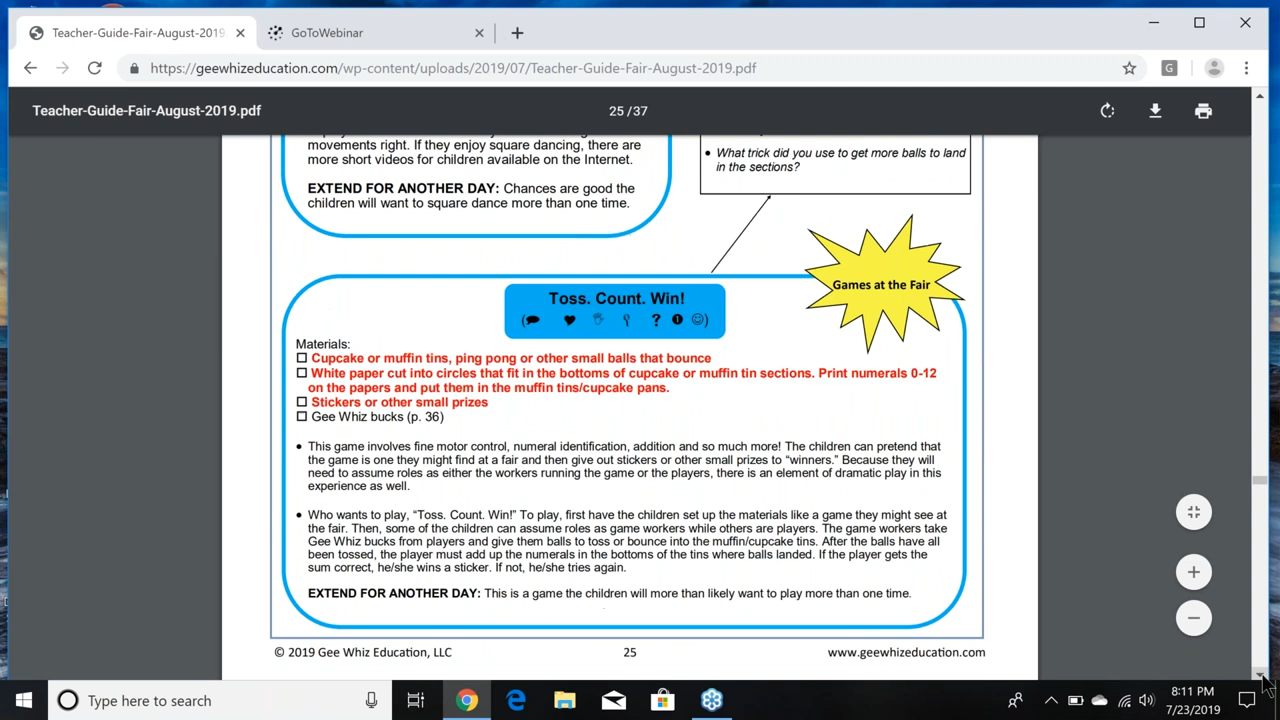 Teacher-Guide-Fair-August-2019
GoToWebinar
https://geewhizeducation.com/wp-content/uploads/2019/07/Teacher-Guide-Fair-August-2019.pdf
G
Teacher-Guide-Fair-August-2019.pdf
25 / 37
movements right. If they enjoy square dancing, there are
more short videos for children available on the Internet.
EXTEND FOR ANOTHER DAY: Chances are good the
children will want to square dance more than one time.
• What trick did you use to get more balls to land
in the sections?
Games at the Fair
Toss. Count. Win!
Materials:
Cupcake or muffin tins, ping pong or other small balls that bounce
White paper cut into circles that fit in the bottoms of cupcake or muffin tin sections. Print numerals 0-12
on the papers and put them in the muffin tins/cupcake pans.
Stickers or other small prizes
Gee Whiz bucks (p. 36)
• This game involves fine motor control, numeral identification, addition and so much more! The children can pretend that
the game is one they might find at a fair and then give out stickers or other small prizes to “winners.” Because they will
need to assume roles as either the workers running the game or the players, there is an element of dramatic play in this
experience as well.
• Who wants to play, “Toss. Count. Win!” To play, first have the children set up the materials like a game they might see at
the fair. Then, some of the children can assume roles as game workers while others are players. The game workers take
Gee Whiz bucks from players and give them balls to toss or bounce into the muffin/cupcake tins. After the balls have all
been tossed, the player must add up the numerals in the bottoms of the tins where balls landed. If the player gets the
sum correct, he/she wins a sticker. If not, he/she tries again.
EXTEND FOR ANOTHER DAY: This is a game the children will more than likely want to play more than one time.
© 2019 Gee Whiz Education, LLC
25
www.geewhizeducation.com
Type here to search
8:11 PM
7/23/2019